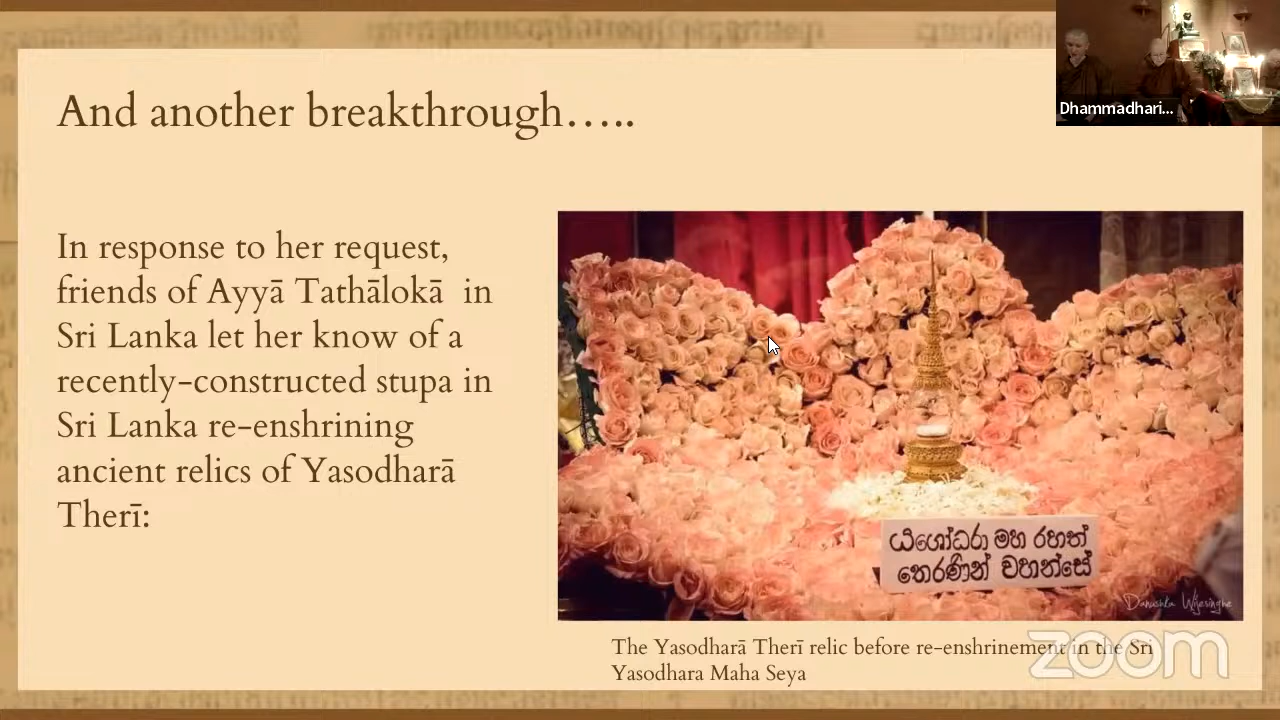 Dhammadhari...
And another breakthrough…..
In response to her request,
friends of Ayyā Tathālokā in
Sri Lanka let her know of a
recently-constructed stupa in
Sri Lanka re-enshrining
ancient relics of Yasodharā
Therī:
යශෝධරා මහ රහත්
තෙරණින් වහන්සේ
Danushka Wijesinghe
The Yasodharā Therī relic before re-enshrinement in the Sri
Yasodhara Maha Seya
zoom